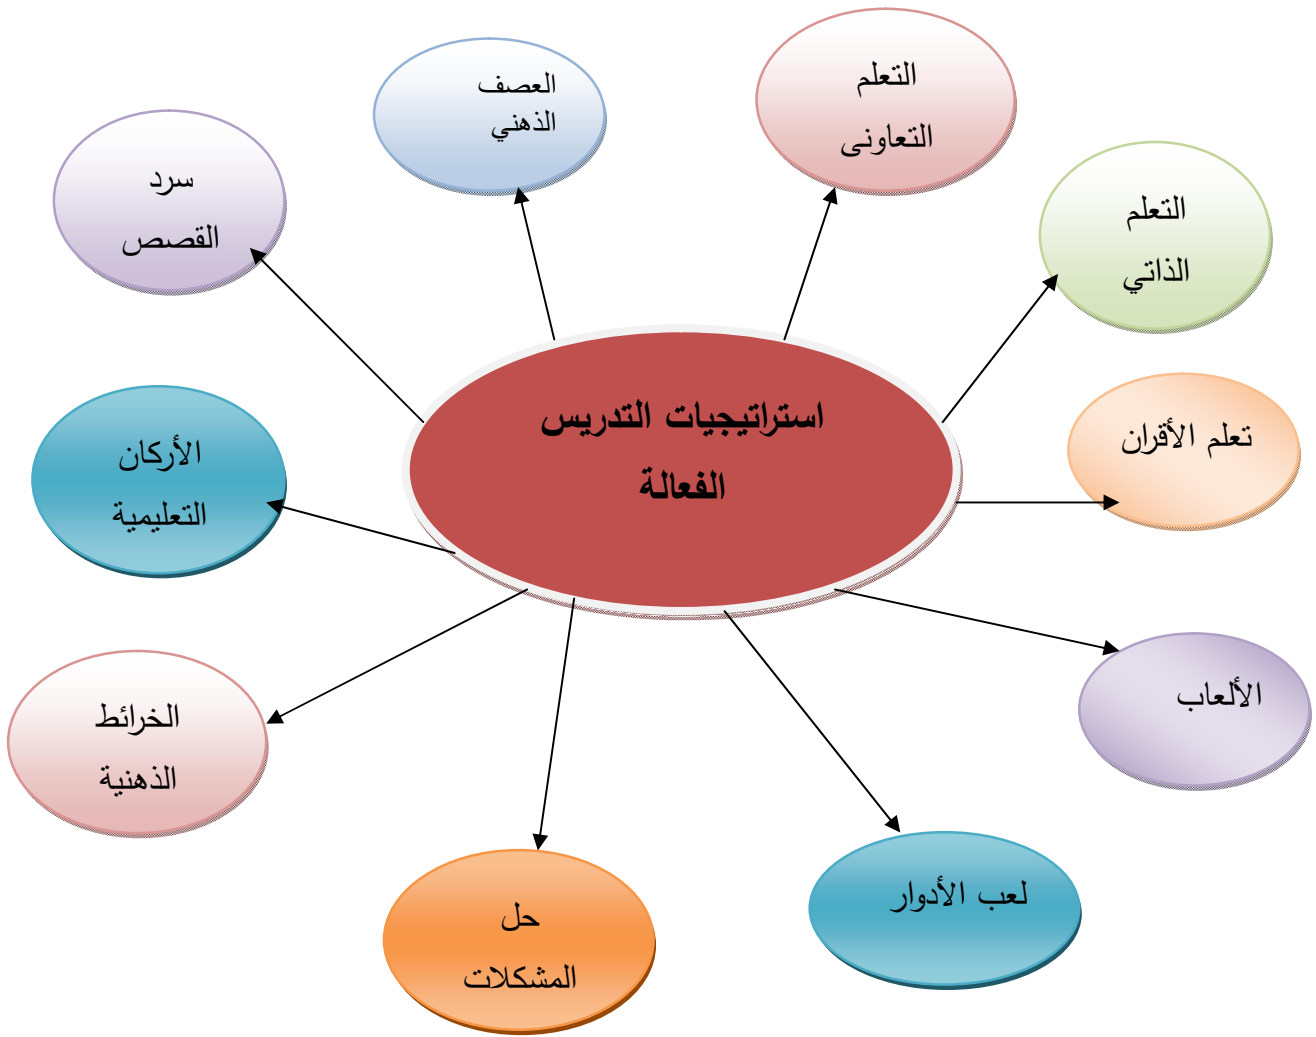 التعلم
التعاونى
العصف
الذهني
التعلم
الذاتي
سرد
القصص
استراتيجيات التدريس
الفعالة
تعلم الأقران
الأركان
التعليمية
الألعاب
الخرائط
الذهنية
لعب الأدوار
حل
المشكلات